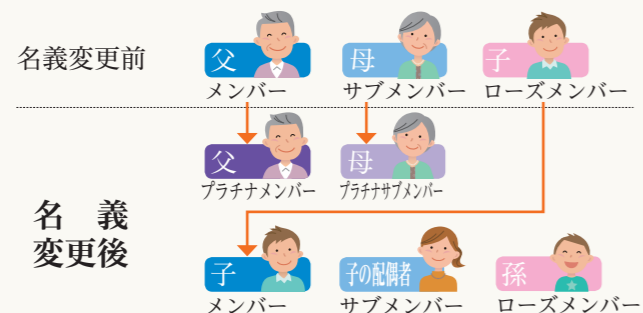 名義変更前
父
母
子
メンバー
サブメンバー
ローズメンバー
父
母
プラチナメンバー
プラチナサブメンバー
名 義
変更後
子
子の配偶者
孫
メンバー
サブメンバー
ローズメンバー